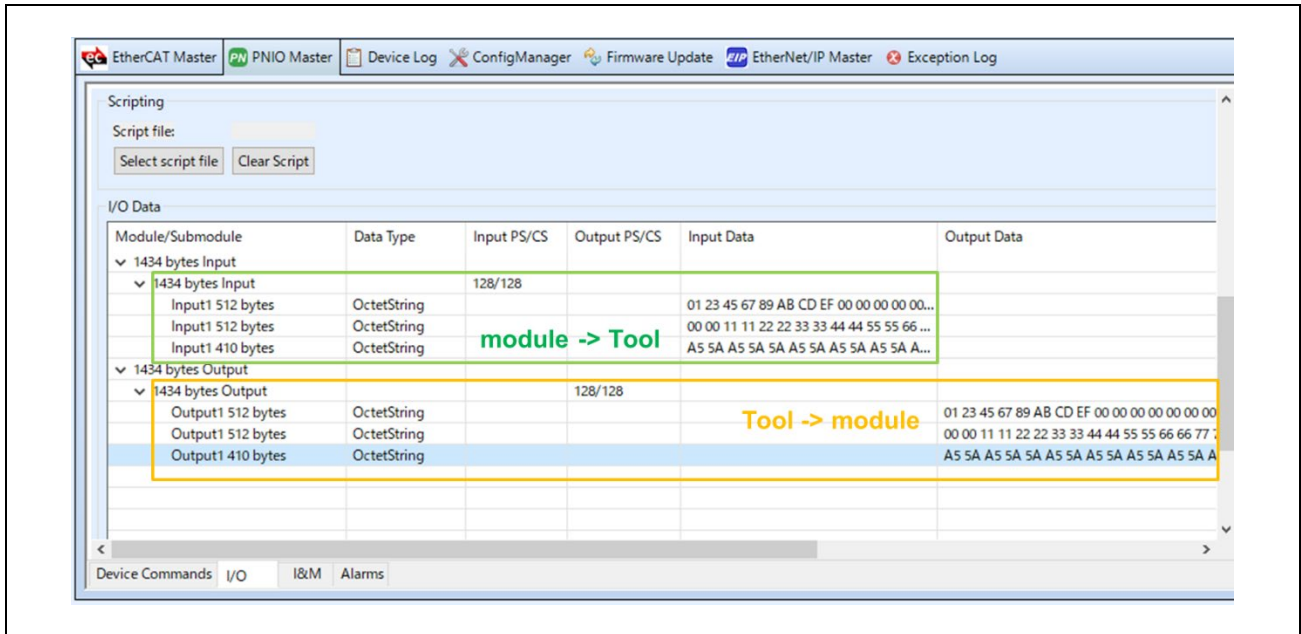 EtherCAT Master PNIO Master Device Log ConfigManager Firmware Update EtherNet/IP Master Exception Log
Scripting
Script file:
Select script file Clear Script
I/O Data
Module/Submodule Data Type Input PS/CS Output PS/CS Input Data Output Data
1434 bytes Input
1434 bytes Input 128/128
Input1 512 bytes OctetString 01 23 45 67 89 AB CD EF 00 00 00 00 00...
Input1 512 bytes OctetString 00 00 11 11 22 22 33 33 44 44 55 55 66 ...
module -> Tool
Input1 410 bytes OctetString A5 5A A5 5A 5A A5 5A A5 5A A5 5A A...
1434 bytes Output
1434 bytes Output 128/128
Output1 512 bytes OctetString 01 23 45 67 89 AB CD EF 00 00 00 00 00 00 00
Tool -> module
Output1 512 bytes OctetString 00 00 11 11 22 22 33 33 44 44 55 55 66 66 77
Output1 410 bytes OctetString A5 5A A5 5A 5A A5 5A A5 5A A5 5A A5 5A A
Device Commands I/O I&M Alarms